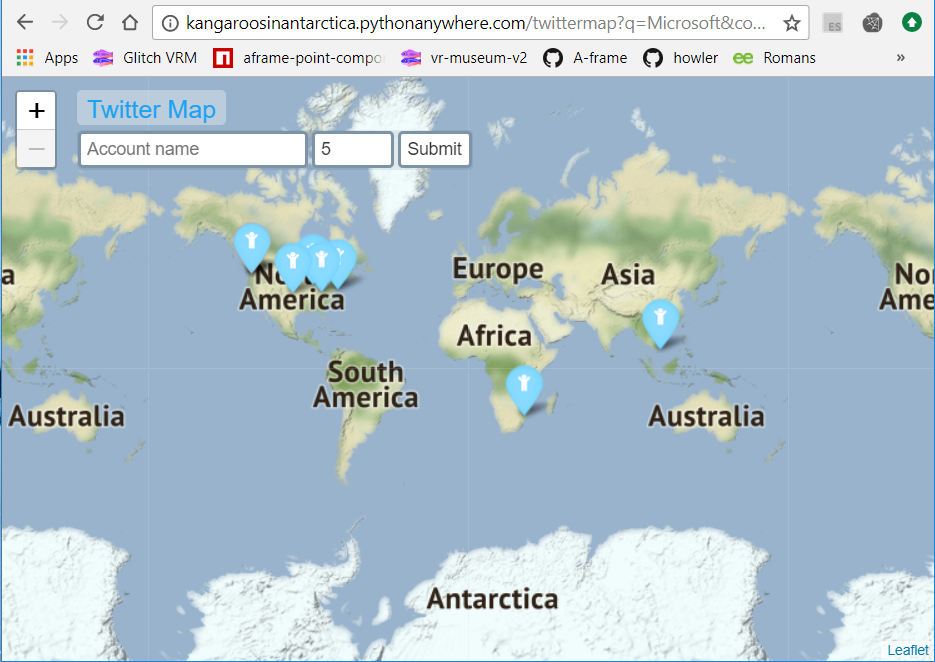 kangaroosinantarctica.pythonanywhere.com/twittermap?q=Microsoft&co...
ES
Apps Glitch VRM aframe-point-compo vr-museum-v2 A-frame howler ee Romans »
+ Twitter Map
− Account name 5 Submit
a Europe Asia No
No
America Ame
Africa
South
America
Australia Australia
Antarctica
Leaflet